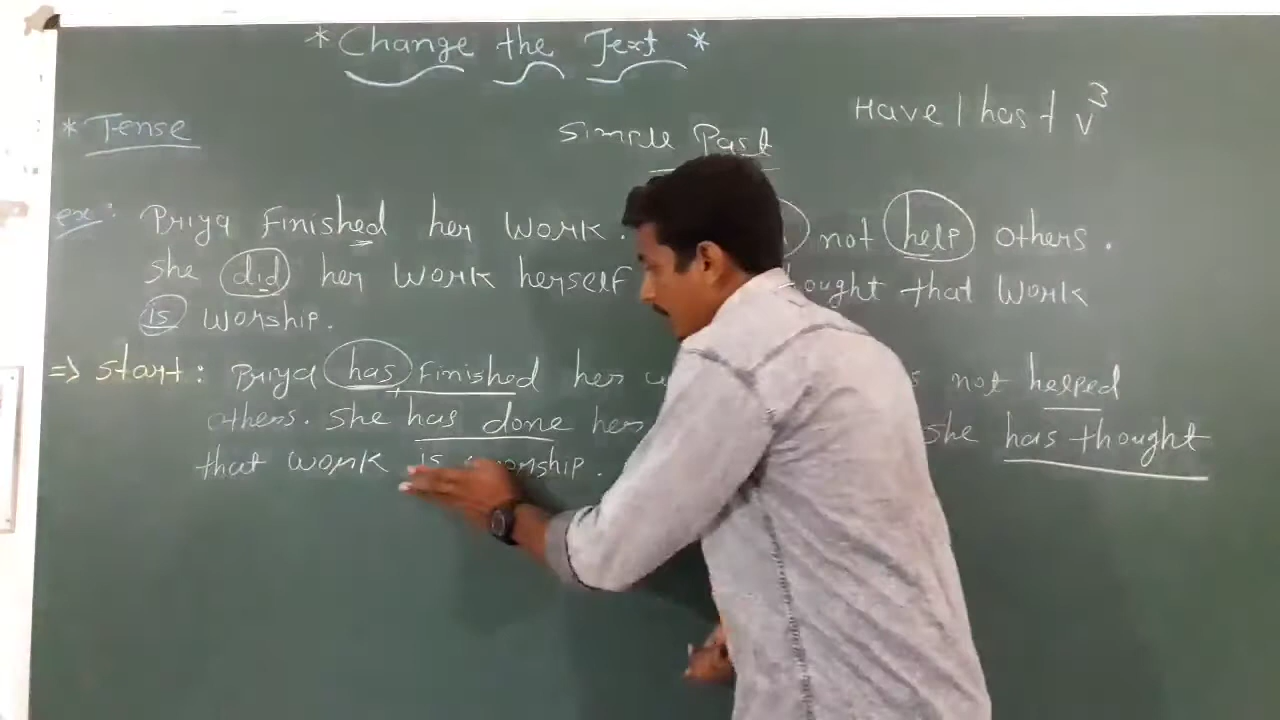 * Change the Text *
* Tense
Simple Past
Have / has + V3
ex: Priya Finished her work. not help others.
she did her work herself thought that work
is worship.
=> Start: Priya has Finished her not helped
others. She has done her she has thought
that work is worship.